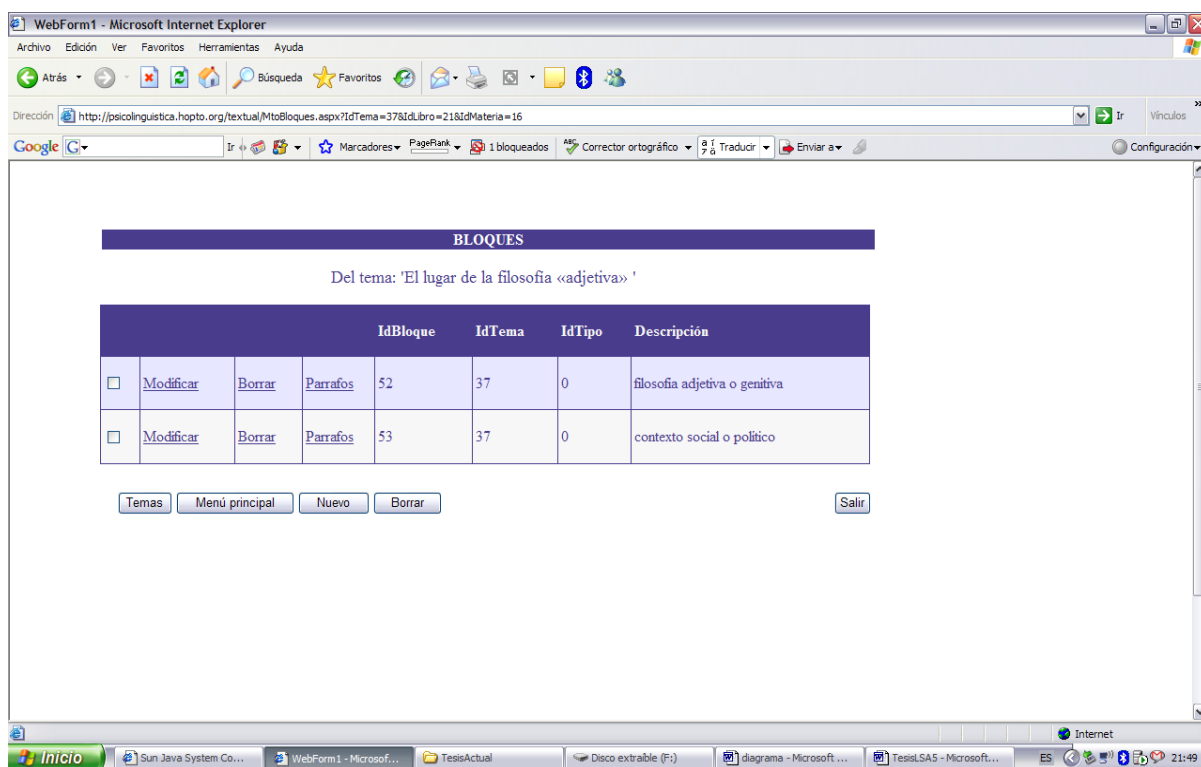 WebForm1 - Microsoft Internet Explorer
Archivo Edición Ver Favoritos Herramientas Ayuda
Atrás Búsqueda Favoritos
Dirección http://psicolinguistica.hopto.org/textual/MtoBloques.aspx?IdTema=37&IdLibro=21&IdMateria=16 Ir Vínculos
Google G Ir Marcadores PageRank 1 bloqueados ABC Corrector ortográfico Traducir Enviar a Configuración
BLOQUES
Del tema: 'El lugar de la filosofía «adjetiva» '
IdBloque IdTema IdTipo Descripción
Modificar Borrar Parrafos 52 37 0 filosofia adjetiva o genitiva
Modificar Borrar Parrafos 53 37 0 contexto social o politico
Temas Menú principal Nuevo Borrar Salir
Internet
Inicio Sun Java System Co... WebForm1 - Microsof... TesisActual Disco extraíble (F:) diagrama - Microsoft ... TesisLSA5 - Microsoft... ES 21:49